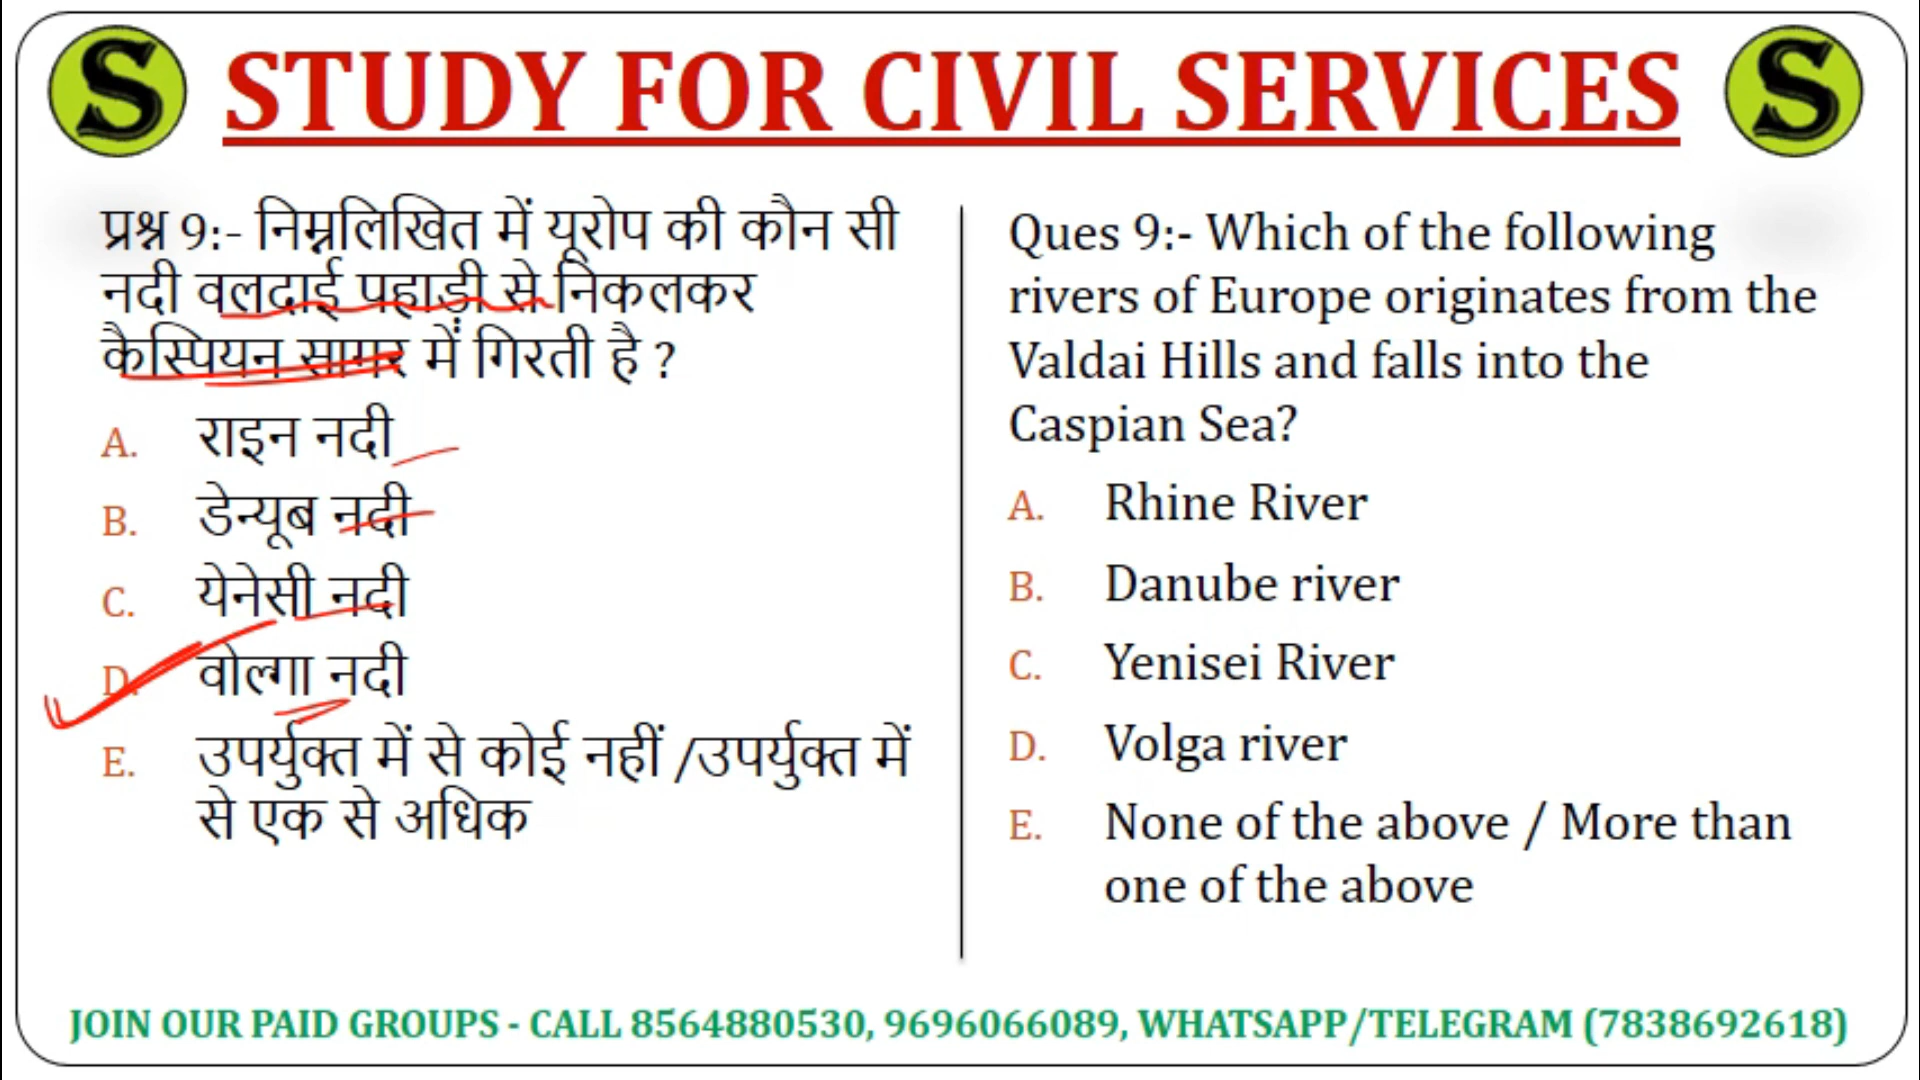 S STUDY FOR CIVIL SERVICES S
प्रश्न 9:- निम्नलिखित में यूरोप की कौन सी
नदी वलदाई पहाड़ी से निकलकर
कैस्पियन सागर में गिरती है ?
A. राइन नदी
B. डेन्यूब नदी
C. येनेसी नदी
D. वोल्गा नदी
E. उपर्युक्त में से कोई नहीं /उपर्युक्त में
से एक से अधिक
Ques 9:- Which of the following
rivers of Europe originates from the
Valdai Hills and falls into the
Caspian Sea?
A. Rhine River
B. Danube river
C. Yenisei River
D. Volga river
E. None of the above / More than
one of the above
JOIN OUR PAID GROUPS - CALL 8564880530, 9696066089, WHATSAPP/TELEGRAM (7838692618)